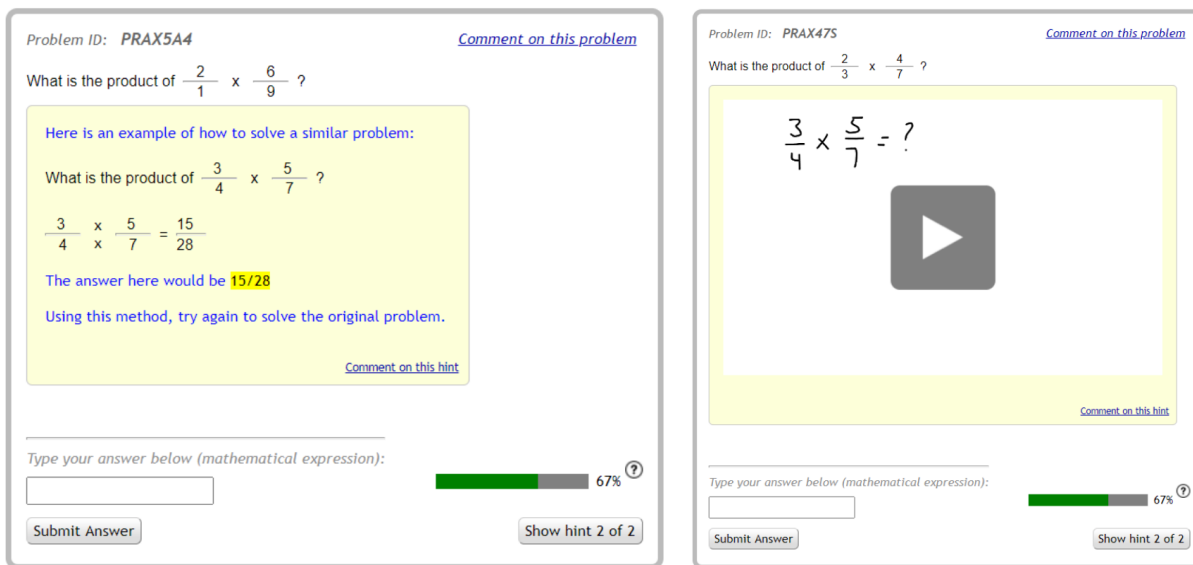 Problem ID: PRAX5A4 Comment on this problem
What is the product of 2/1 x 6/9 ?
Here is an example of how to solve a similar problem:
What is the product of 3/4 x 5/7 ?
3 x 5 = 15
4 x 7 28
The answer here would be 15/28
Using this method, try again to solve the original problem.
Comment on this hint
Type your answer below (mathematical expression):
67% ?
Submit Answer Show hint 2 of 2
Problem ID: PRAX47S Comment on this problem
What is the product of 2/3 x 4/7 ?
3/4 x 5/7 = ?
Comment on this hint
Type your answer below (mathematical expression):
67% ?
Submit Answer Show hint 2 of 2